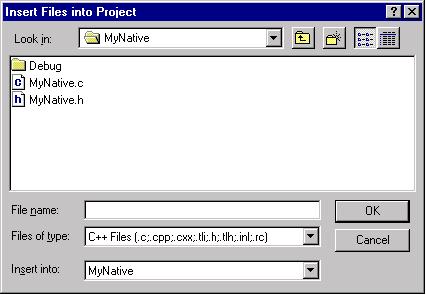 Insert Files into Project
Look in: MyNative
Debug
MyNative.c
MyNative.h
File name:
OK
Files of type: C++ Files (.c;.cpp;.cxx;.tli;.h;.tlh;.inl;.rc)
Cancel
Insert into: MyNative